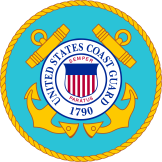 UNITED STATES COAST GUARD
SEMPER
PARATUS
1790